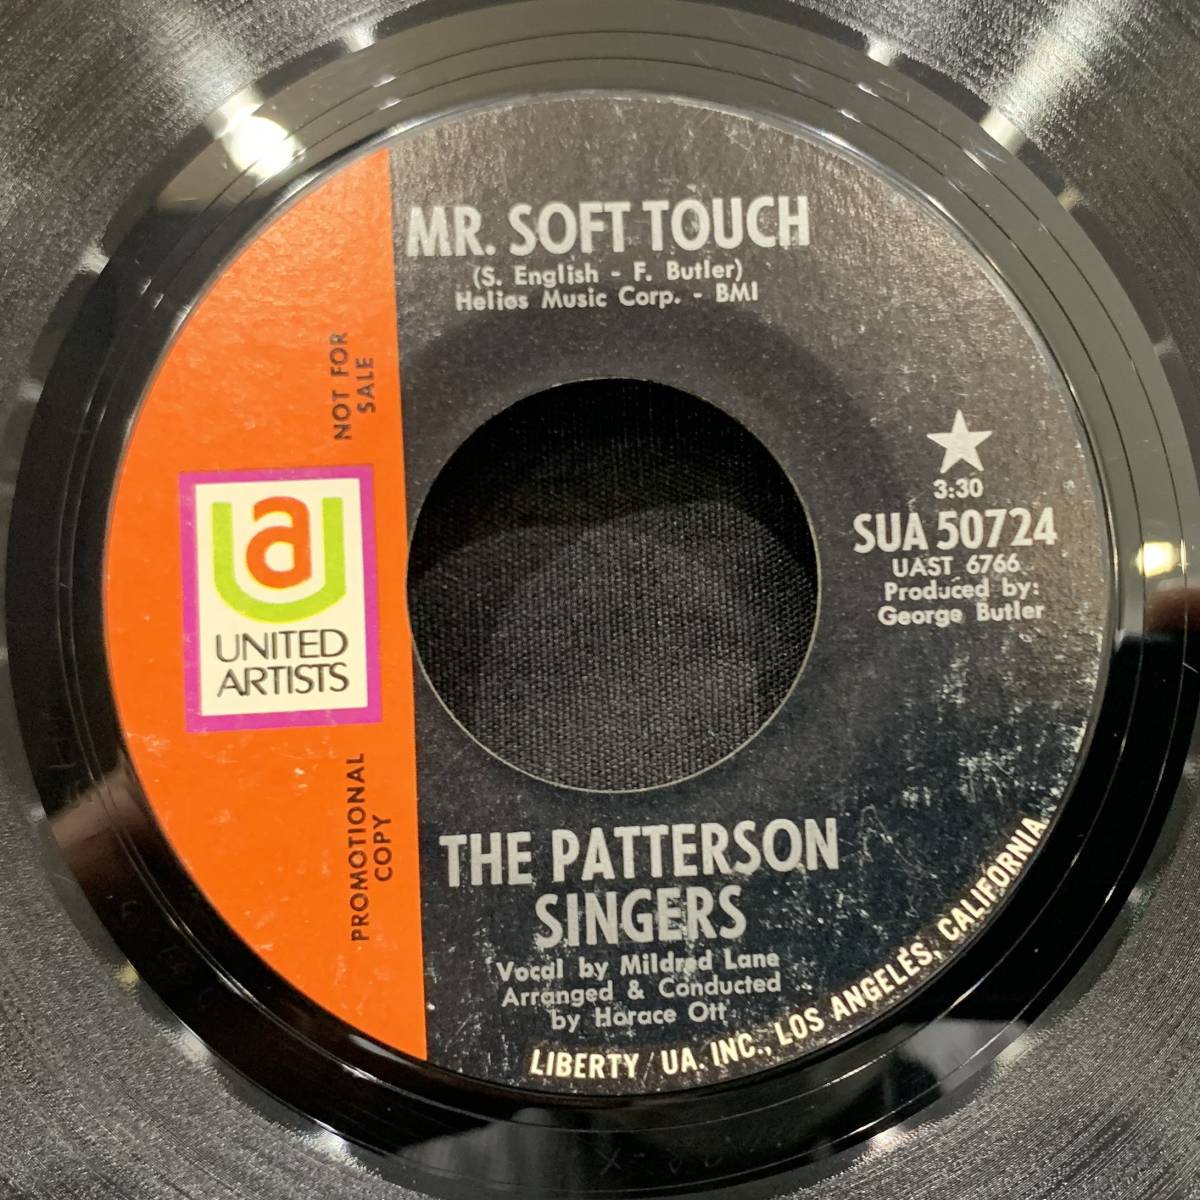 MR. SOFT TOUCH
(S. English - F. Butler)
Helios Music Corp. - BMI
NOT FOR
SALE
ua
UNITED
ARTISTS
3:30
SUA 50724
UAST 6766
Produced by:
George Butler
PROMOTIONAL
COPY
THE PATTERSON
SINGERS
Vocal by Mildred Lane
Arranged & Conducted
by Horace Ott
LIBERTY/UA, INC., LOS ANGELES, CALIFORNIA